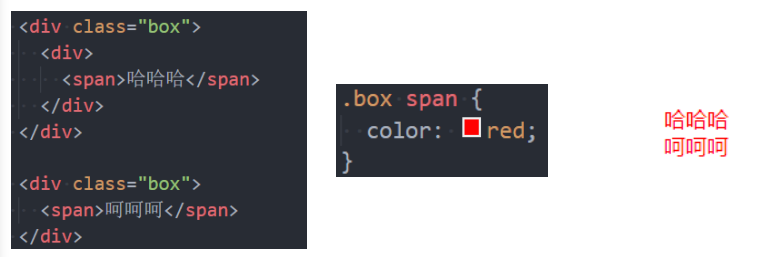 <div class="box">
  <div>
    <span>哈哈哈</span>
  </div>
</div>

<div class="box">
  <span>呵呵呵</span>
</div>
.box span {
  color: red;
}
哈哈哈
呵呵呵